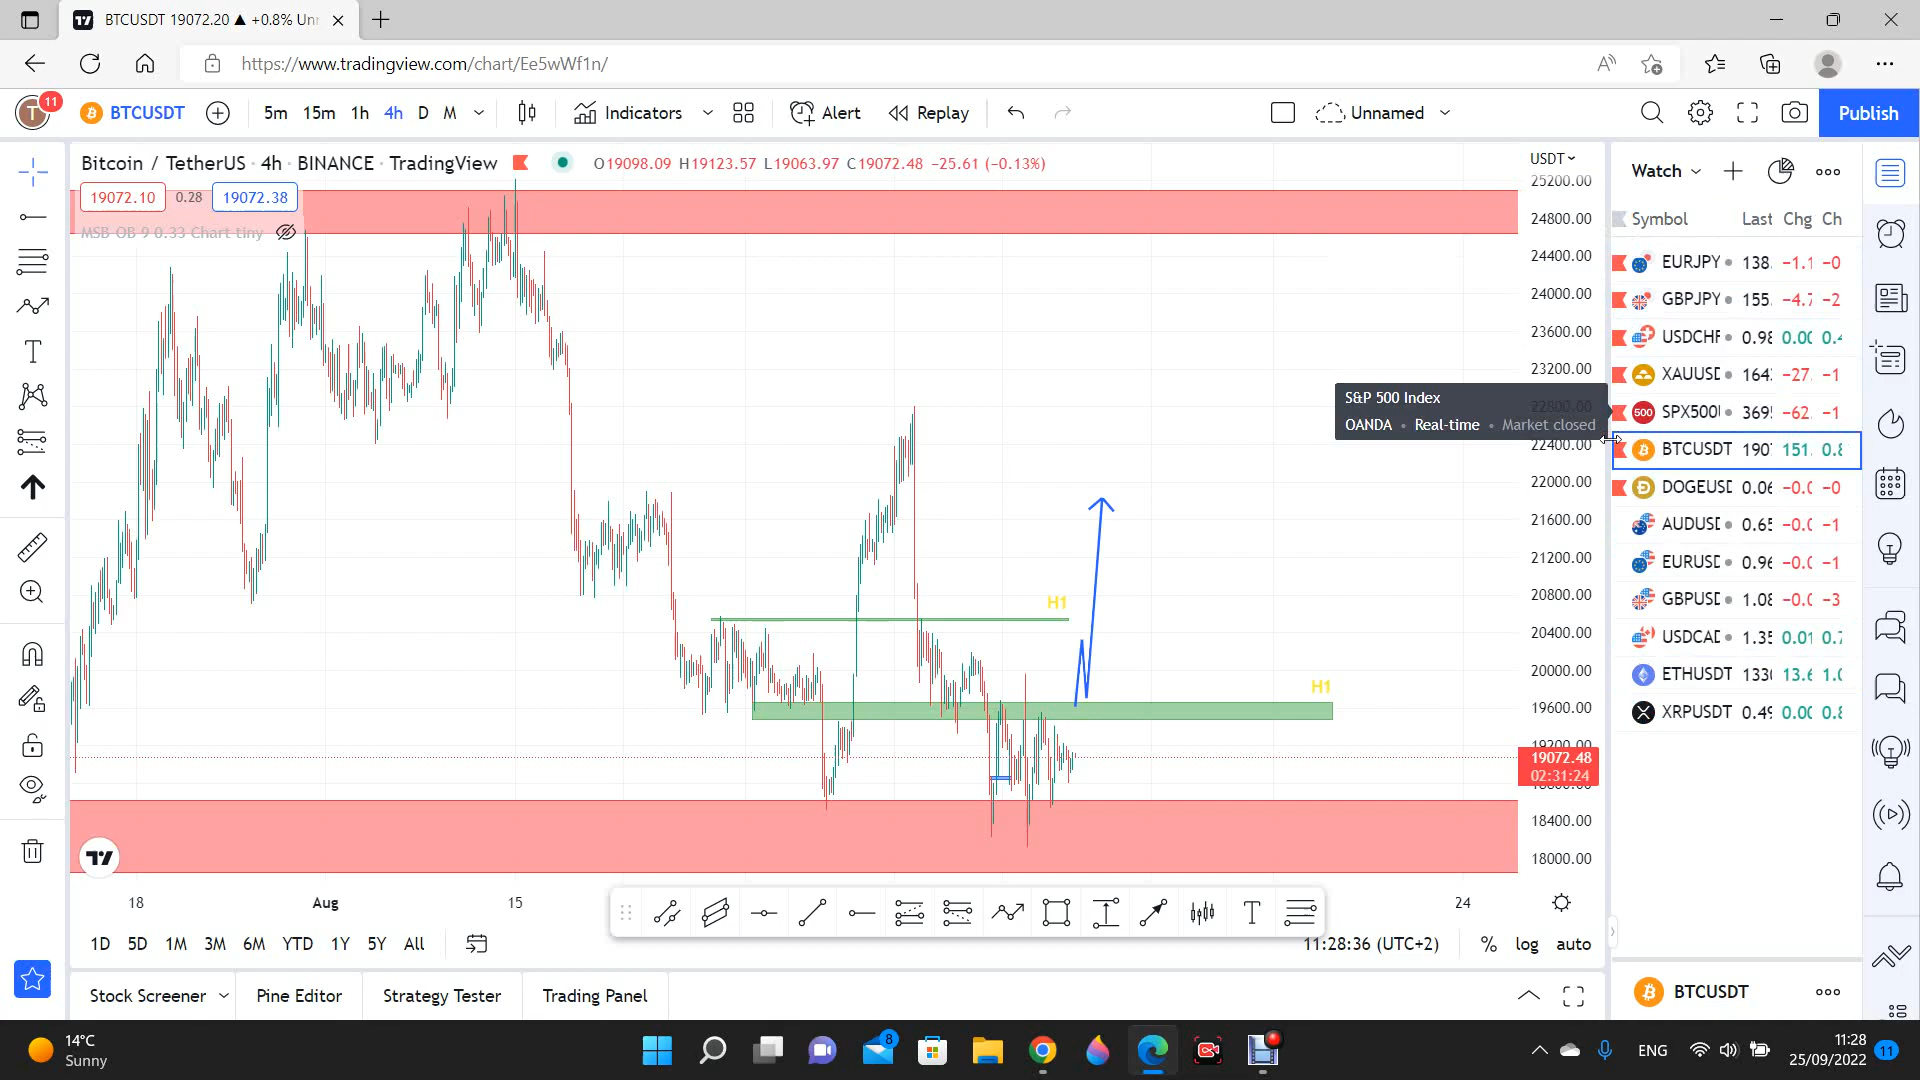 BTCUSDT 19072.20 ▲ +0.8% Unn
https://www.tradingview.com/chart/Ee5wWf1n/
T 11 BTCUSDT 5m 15m 1h 4h D M Indicators Alert Replay Unnamed Publish
Bitcoin / TetherUS · 4h · BINANCE · TradingView O19098.09 H19123.57 L19063.97 C19072.48 −25.61 (−0.13%)
19072.10 0.28 19072.38
MSB OB 9 0.33 Chart tiny
USDT
25200.00
24800.00
24400.00
24000.00
23600.00
23200.00
22800.00
22400.00
22000.00
21600.00
21200.00
20800.00
20400.00
20000.00
19600.00
19200.00
19072.48
02:31:24
18800.00
18400.00
18000.00
H1
H1
S&P 500 Index
OANDA • Real-time • Market closed
Watch
Symbol Last Chg Ch
EURJPY 138. −1.1 −0
GBPJPY 155. −4.7 −2
USDCHF 0.98 0.00 0.4
XAUUSD 164 −27. −1
500 SPX500 369 −62. −1
BTCUSDT 190 151. 0.8
DOGEUSD 0.06 −0.0 −0
AUDUSD 0.65 −0.0 −1
EURUSD 0.96 −0.0 −1
GBPUSD 1.08 −0.0 −3
USDCAD 1.35 0.01 0.7
ETHUSDT 1330 13.6 1.0
XRPUSDT 0.49 0.00 0.8
18 Aug 15 24
1D 5D 1M 3M 6M YTD 1Y 5Y All 11:28:36 (UTC+2) % log auto
Stock Screener Pine Editor Strategy Tester Trading Panel
BTCUSDT
14°C
Sunny
8
ENG
11:28
25/09/2022
11